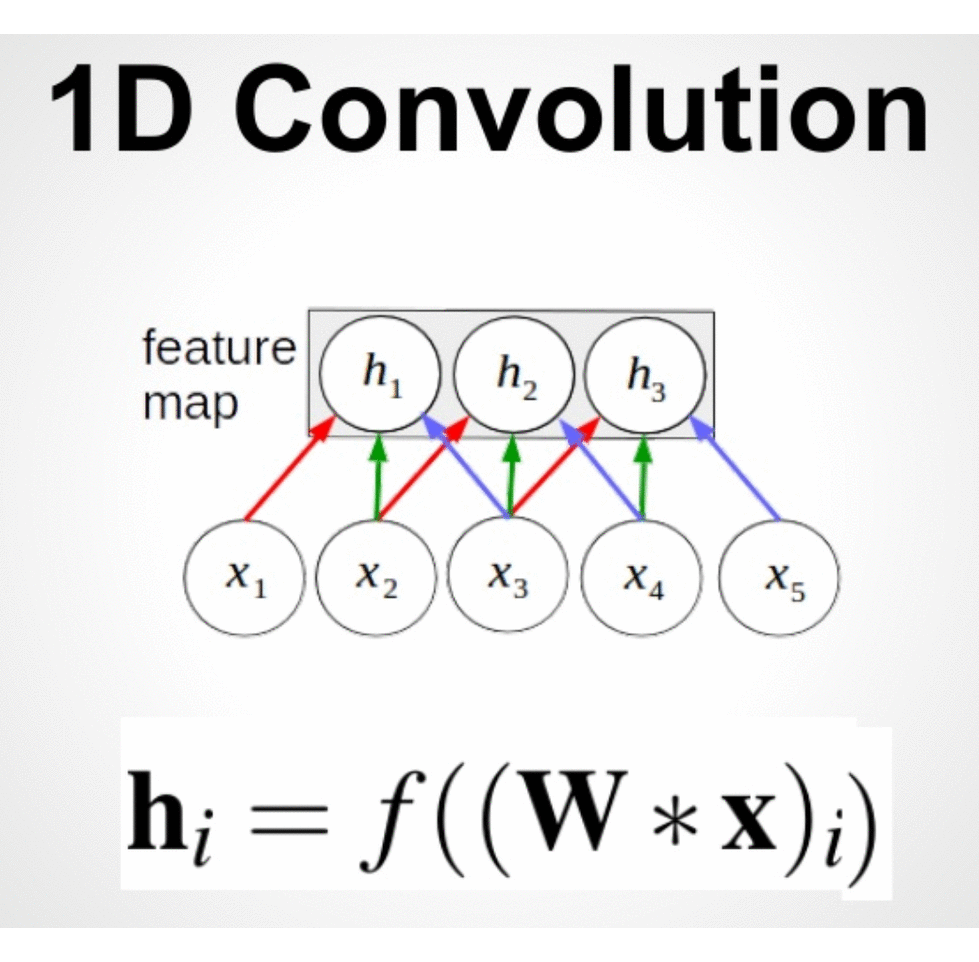 1D Convolution
feature
map
h₁ h₂ h₃
x₁ x₂ x₃ x₄ x₅
𝐡ᵢ = f((𝐖 * 𝐱)ᵢ)